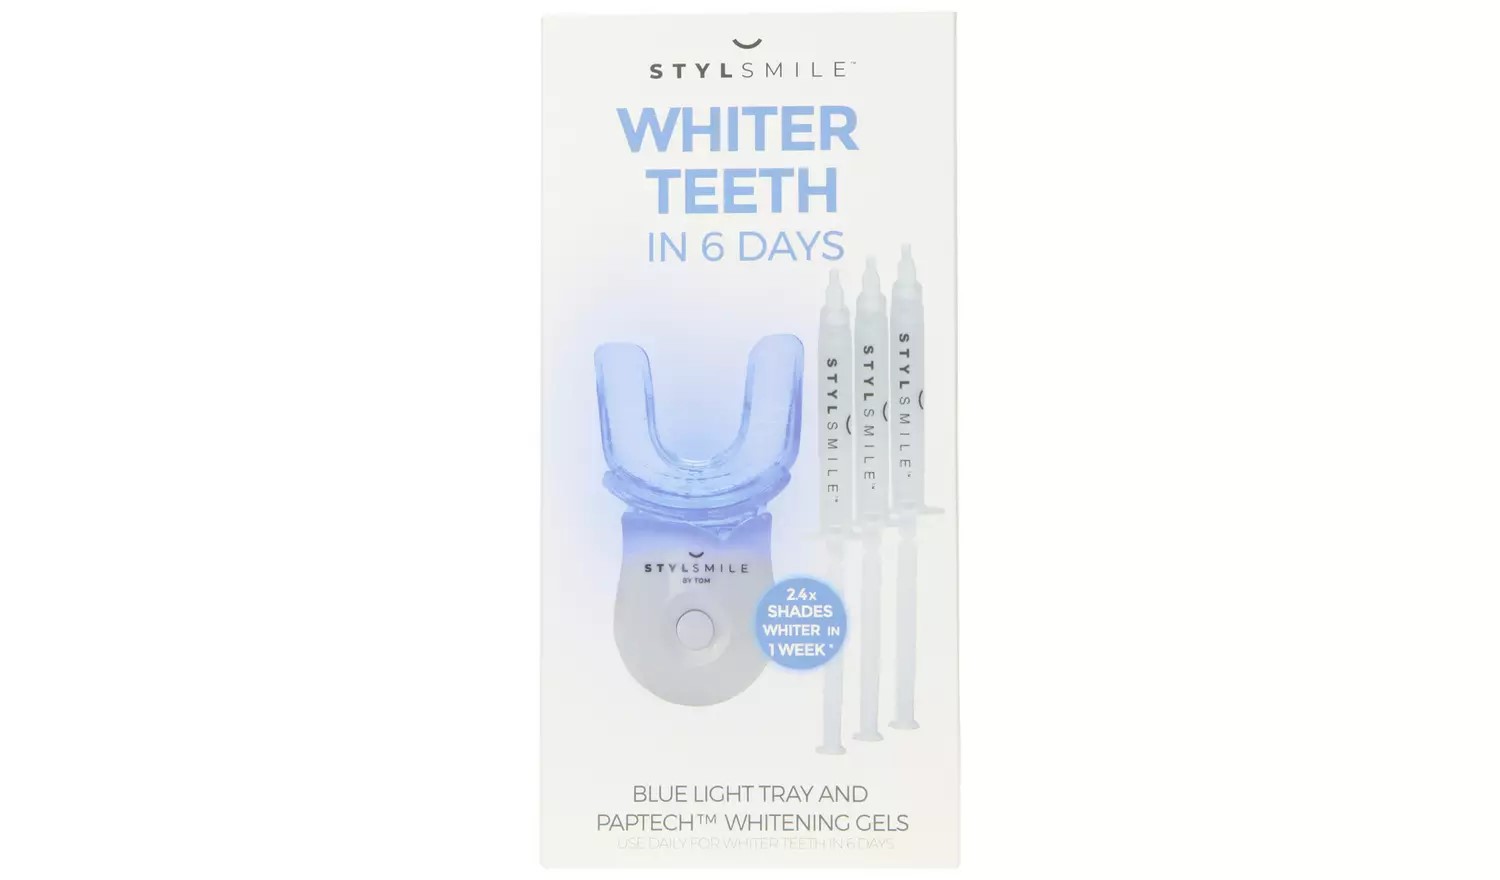 STYLSMILE™
WHITER
TEETH
IN 6 DAYS
STYLSMILE™
STYLSMILE™
STYLSMILE™
STYLSMILE
BY TOM
2.4x
SHADES
WHITER IN
1 WEEK*
BLUE LIGHT TRAY AND
PAPTECH™ WHITENING GELS
USE DAILY FOR WHITER TEETH IN 6 DAYS